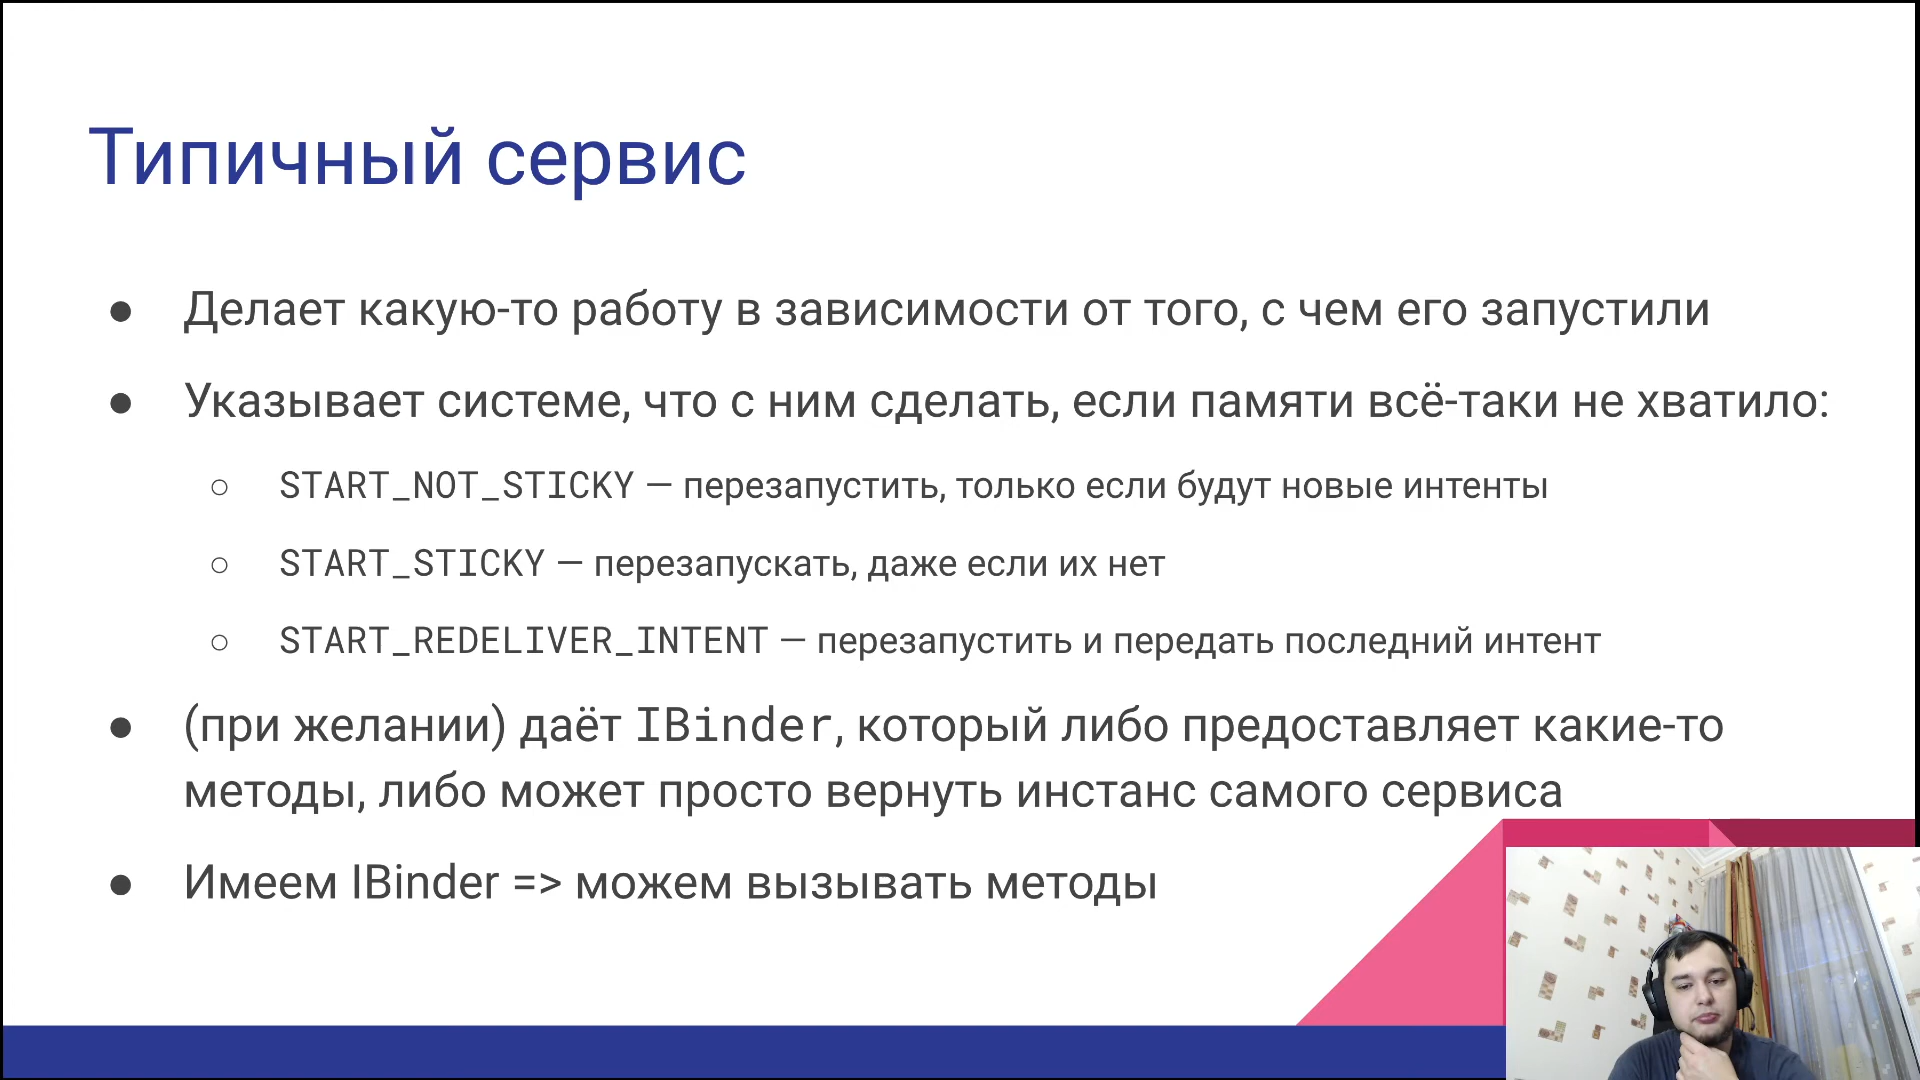 Типичный сервис
● Делает какую-то работу в зависимости от того, с чем его запустили
● Указывает системе, что с ним сделать, если памяти всё-таки не хватило:
○ START_NOT_STICKY — перезапустить, только если будут новые интенты
○ START_STICKY — перезапускать, даже если их нет
○ START_REDELIVER_INTENT — перезапустить и передать последний интент
● (при желании) даёт IBinder, который либо предоставляет какие-то
методы, либо может просто вернуть инстанс самого сервиса
● Имеем IBinder => можем вызывать методы